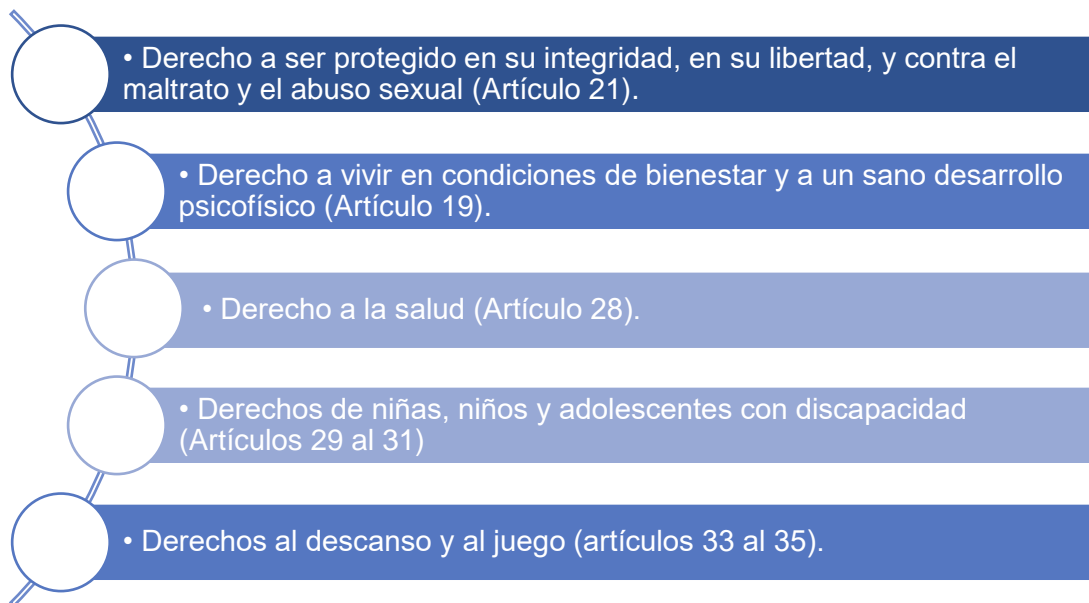 • Derecho a ser protegido en su integridad, en su libertad, y contra el
maltrato y el abuso sexual (Artículo 21).
• Derecho a vivir en condiciones de bienestar y a un sano desarrollo
psicofísico (Artículo 19).
• Derecho a la salud (Artículo 28).
• Derechos de niñas, niños y adolescentes con discapacidad
(Artículos 29 al 31)
• Derechos al descanso y al juego (artículos 33 al 35).